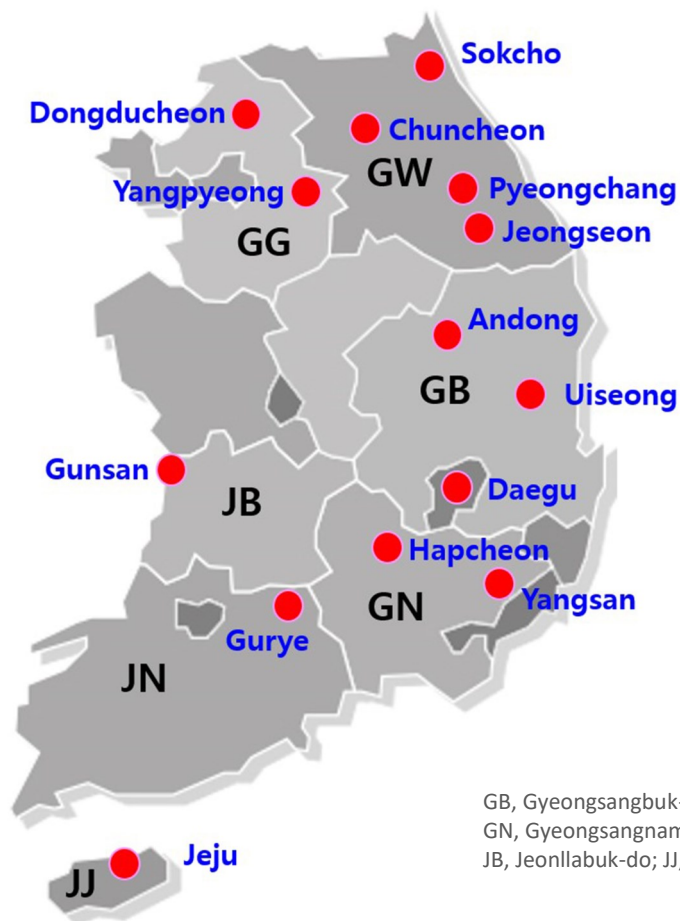 Sokcho
Dongducheon
Chuncheon
GW
Yangpyeong
Pyeongchang
GG
Jeongseon
Andong
GB
Uiseong
Gunsan
JB
Daegu
Hapcheon
GN
Yangsan
Gurye
JN
GB, Gyeongsangbuk-
GN, Gyeongsangnam
JB, Jeonllabuk-do; JJ,
Jeju
JJ